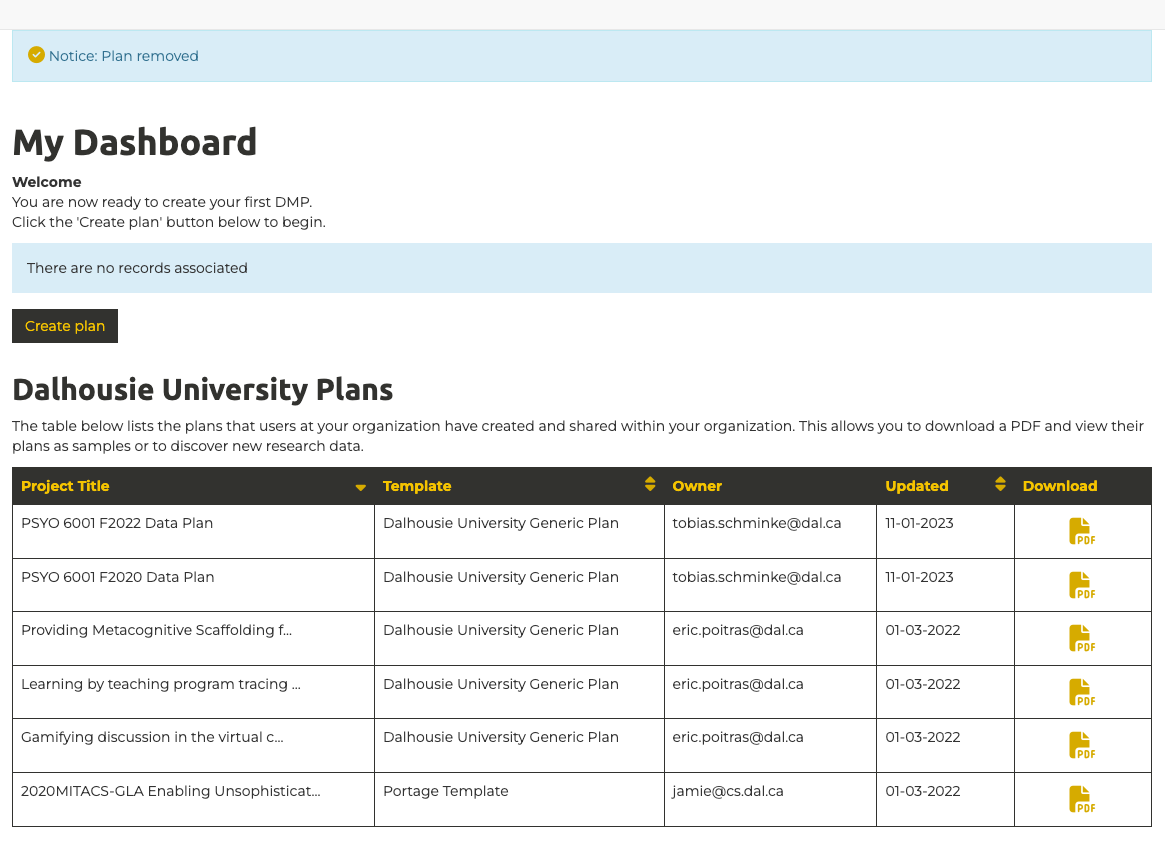 Notice: Plan removed
My Dashboard
Welcome
You are now ready to create your first DMP.
Click the 'Create plan' button below to begin.
There are no records associated
Create plan
Dalhousie University Plans
The table below lists the plans that users at your organization have created and shared within your organization. This allows you to download a PDF and view their
plans as samples or to discover new research data.
Project Title Template Owner Updated Download
PSYO 6001 F2022 Data Plan Dalhousie University Generic Plan tobias.schminke@dal.ca 11-01-2023 PDF
PSYO 6001 F2020 Data Plan Dalhousie University Generic Plan tobias.schminke@dal.ca 11-01-2023 PDF
Providing Metacognitive Scaffolding f... Dalhousie University Generic Plan eric.poitras@dal.ca 01-03-2022 PDF
Learning by teaching program tracing ... Dalhousie University Generic Plan eric.poitras@dal.ca 01-03-2022 PDF
Gamifying discussion in the virtual c... Dalhousie University Generic Plan eric.poitras@dal.ca 01-03-2022 PDF
2020MITACS-GLA Enabling Unsophisticat... Portage Template jamie@cs.dal.ca 01-03-2022 PDF